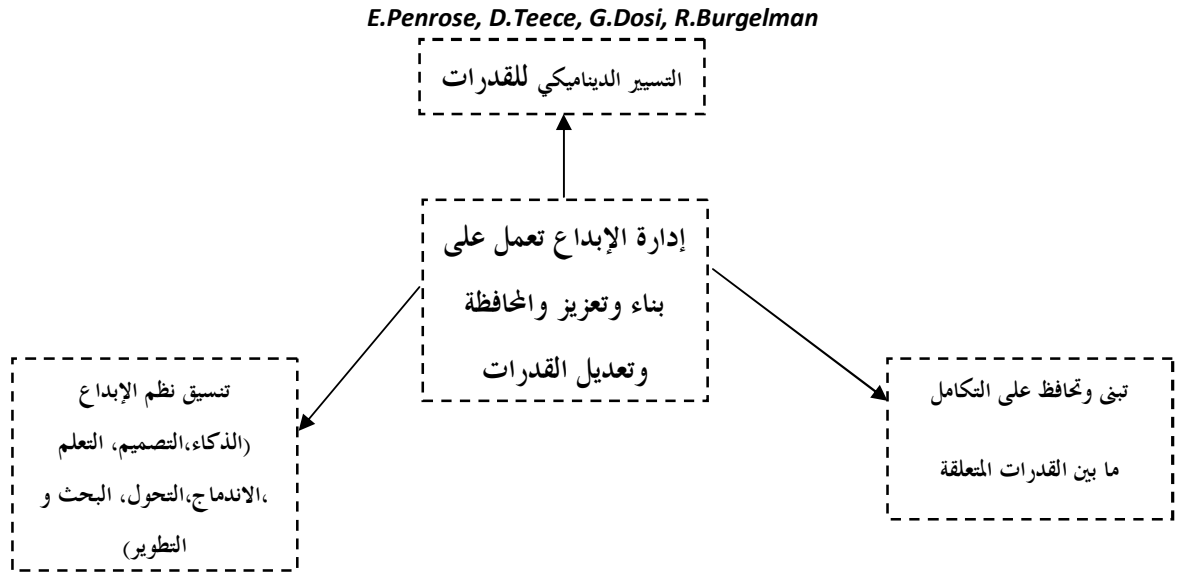 E.Penrose, D.Teece, G.Dosi, R.Burgelman
التسيير الديناميكي للقدرات
إدارة الإبداع تعمل على
بناء وتعزيز والمحافظة
وتعديل القدرات
تبنى وتحافظ على التكامل
ما بين القدرات المتعلقة
تنسيق نظم الإبداع
(الذكاء،التصميم، التعلم
،الاندماج،التحول، البحث و
التطوير)